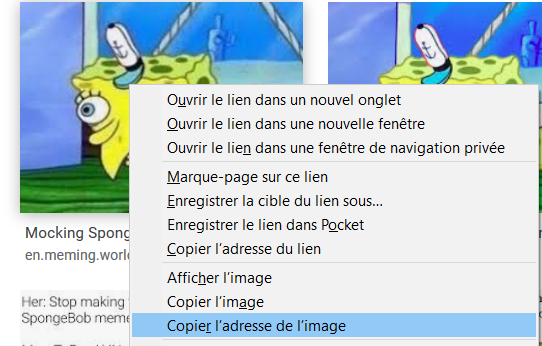 Ouvrir le lien dans un nouvel onglet
Ouvrir le lien dans une nouvelle fenêtre
Ouvrir le lien dans une fenêtre de navigation privée
Marque-page sur ce lien
Enregistrer la cible du lien sous...
Enregistrer le lien dans Pocket
Copier l'adresse du lien
Afficher l'image
Copier l'image
Copier l'adresse de l'image
Mocking Spong
en.meming.world
Her: Stop making
SpongeBob meme